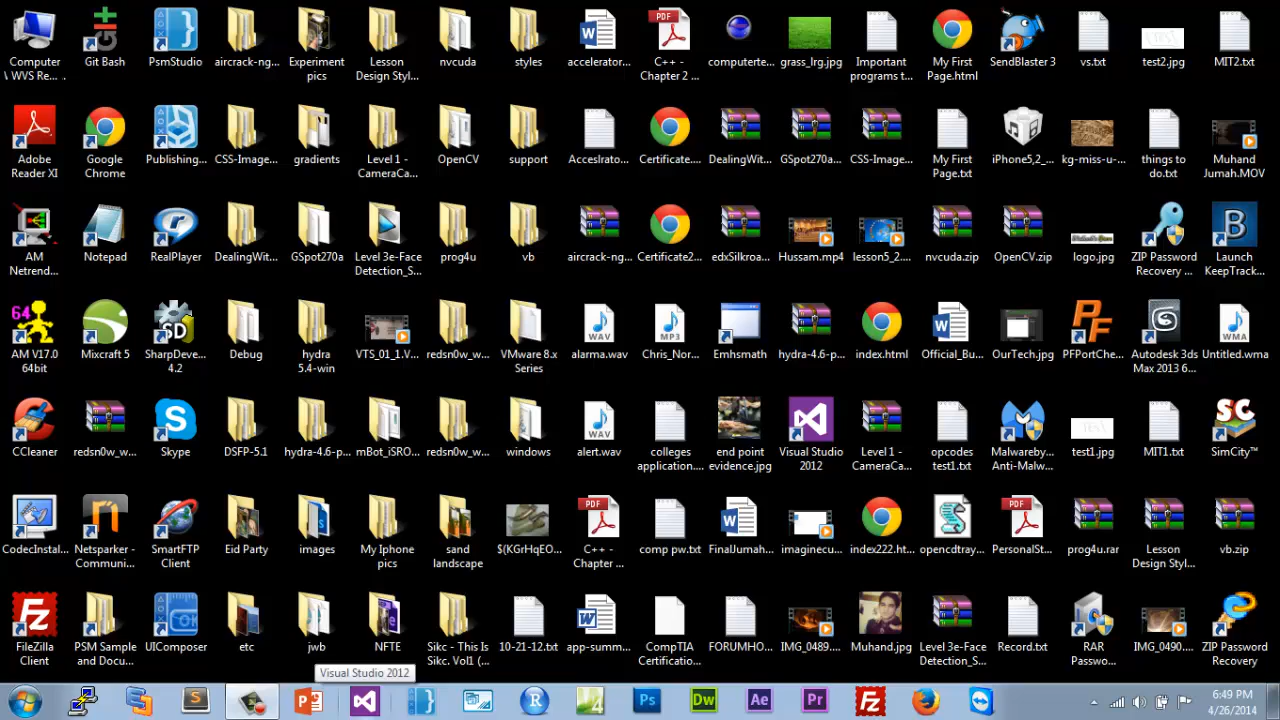 Computer
\ WVS Re...
Git Bash
PsmStudio
aircrack-ng...
Experiment
pics
Lesson
Design Styl...
nvcuda
styles
accelerator...
C++ -
Chapter 2 ...
computerte...
grass_lrg.jpg
Important
programs t...
My First
Page.html
SendBlaster 3
vs.txt
test2.jpg
MIT2.txt
Adobe
Reader XI
Google
Chrome
Publishing...
CSS-Image...
gradients
Level 1 -
CameraCa...
OpenCV
support
Acceslrato...
Certificate....
DealingWit...
GSpot270a...
CSS-Image...
My First
Page.txt
iPhone5,2_...
kg-miss-u-...
things to
do.txt
Muhand
Jumah.MOV
AM
Netrend...
Notepad
RealPlayer
DealingWit...
GSpot270a
Level 3e-Face
Detection_S...
prog4u
vb
aircrack-ng...
Certificate2...
edxSilkroa...
Hussam.mp4
lesson5_2....
nvcuda.zip
OpenCV.zip
logo.jpg
ZIP Password
Recovery ...
Launch
KeepTrack...
64
AM V17.0
64bit
Mixcraft 5
SharpDeve...
4.2
Debug
hydra
5.4-win
VTS_01_1.V...
redsn0w_w...
VMware 8.x
Series
alarma.wav
Chris_Nor...
Emhsmath
hydra-4.6-p...
index.html
Official_Bu...
OurTech.jpg
PFPortChe...
Autodesk 3ds
Max 2013 6...
Untitled.wma
CCleaner
redsn0w_w...
Skype
DSFP-5.1
hydra-4.6-p...
mBot_iSRO...
redsn0w_w...
windows
alert.wav
colleges
application....
end point
evidence.jpg
Visual Studio
2012
Level 1 -
CameraCa...
opcodes
test1.txt
Malwareby...
Anti-Malw...
test1.jpg
MIT1.txt
SimCity™
CodecInstal...
Netsparker -
Communi...
SmartFTP
Client
Eid Party
images
My Iphone
pics
sand
landscape
$(KGrHqEO...
C++ -
Chapter ...
comp pw.txt
FinalJumah...
imaginecu...
index222.ht...
opencdtray...
PersonalSt...
prog4u.rar
Lesson
Design Styl...
vb.zip
FileZilla
Client
PSM Sample
and Docu...
UIComposer
etc
jwb
NFTE
Sikc - This Is
Sikc. Vol1 (...
10-21-12.txt
app-summ...
CompTIA
Certificatio...
FORUMHO...
IMG_0489....
Muhand.jpg
Level 3e-Face
Detection_S...
Record.txt
RAR
Passwo...
IMG_0490....
ZIP Password
Recovery
Visual Studio 2012
Ps
Dw
Ae
Pr
6:49 PM
4/26/2014